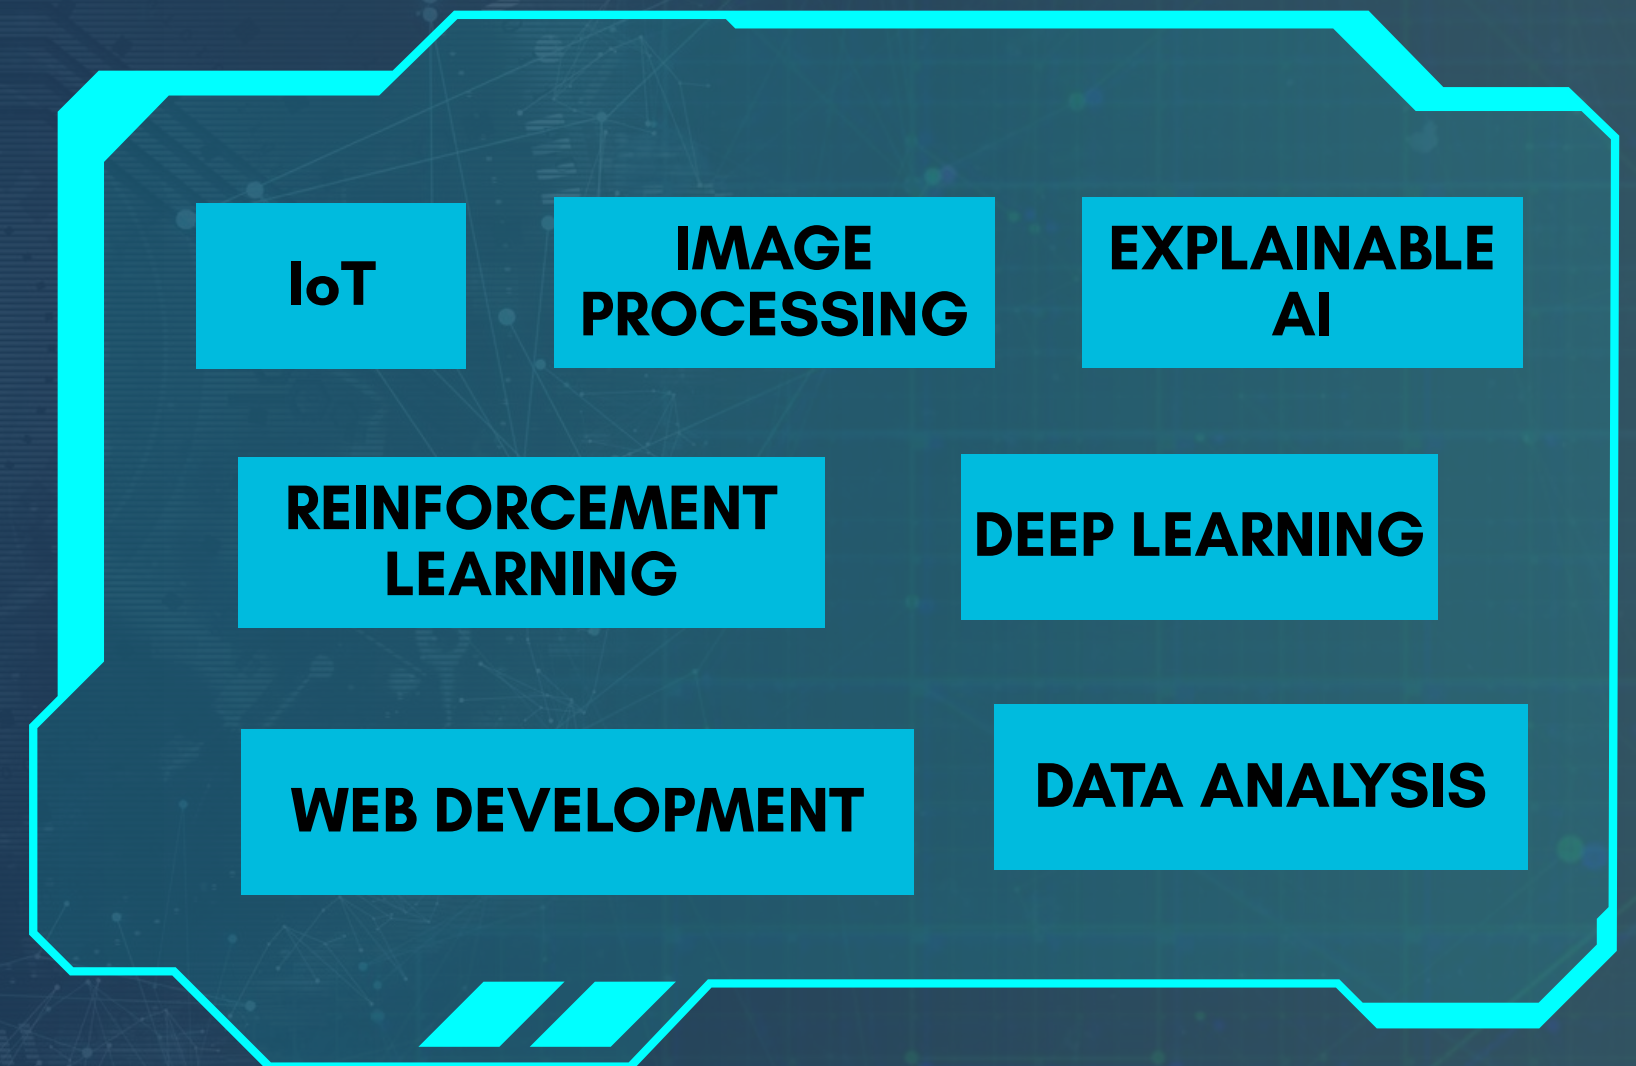 IoT
IMAGE
PROCESSING
EXPLAINABLE
AI
REINFORCEMENT
LEARNING
DEEP LEARNING
WEB DEVELOPMENT
DATA ANALYSIS